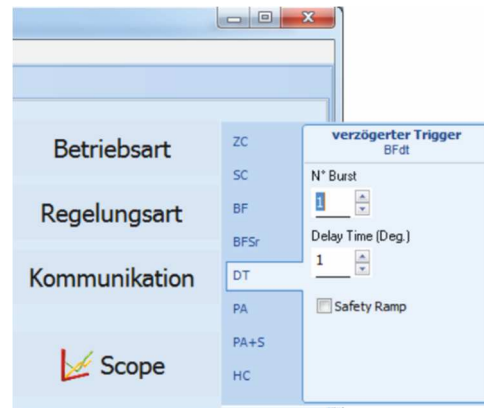 Betriebsart
Regelungsart
Kommunikation
Scope
ZC
SC
BF
BFSr
DT
PA
PA+S
HC
verzögerter Trigger
BFdt
N° Burst
1
Delay Time (Deg.)
1
Safety Ramp